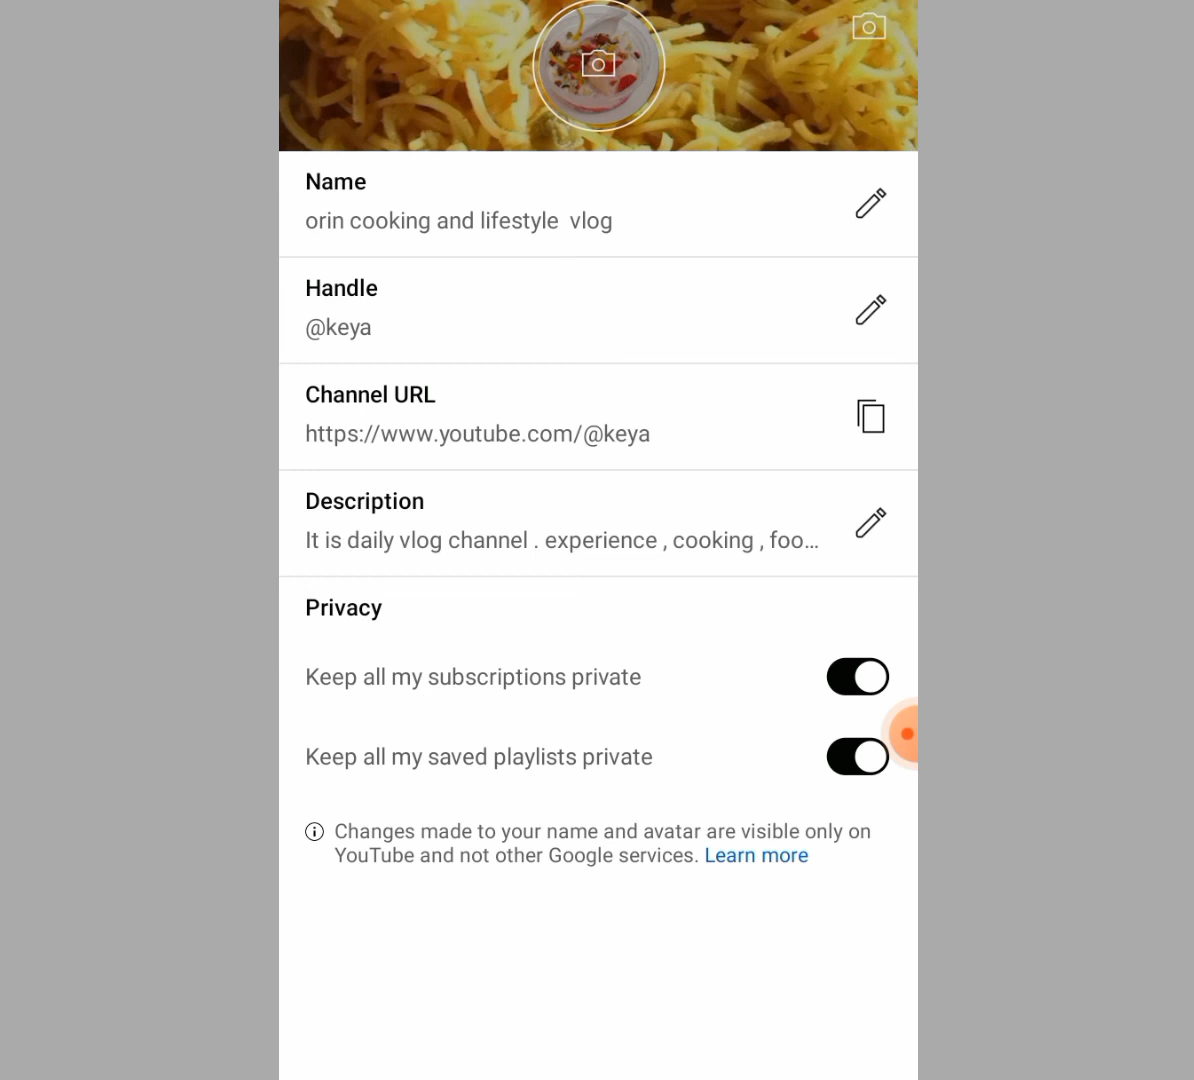 Name
orin cooking and lifestyle  vlog
Handle
@keya
Channel URL
https://www.youtube.com/@keya
Description
It is daily vlog channel . experience , cooking , foo...
Privacy
Keep all my subscriptions private
Keep all my saved playlists private
Changes made to your name and avatar are visible only on
YouTube and not other Google services. Learn more